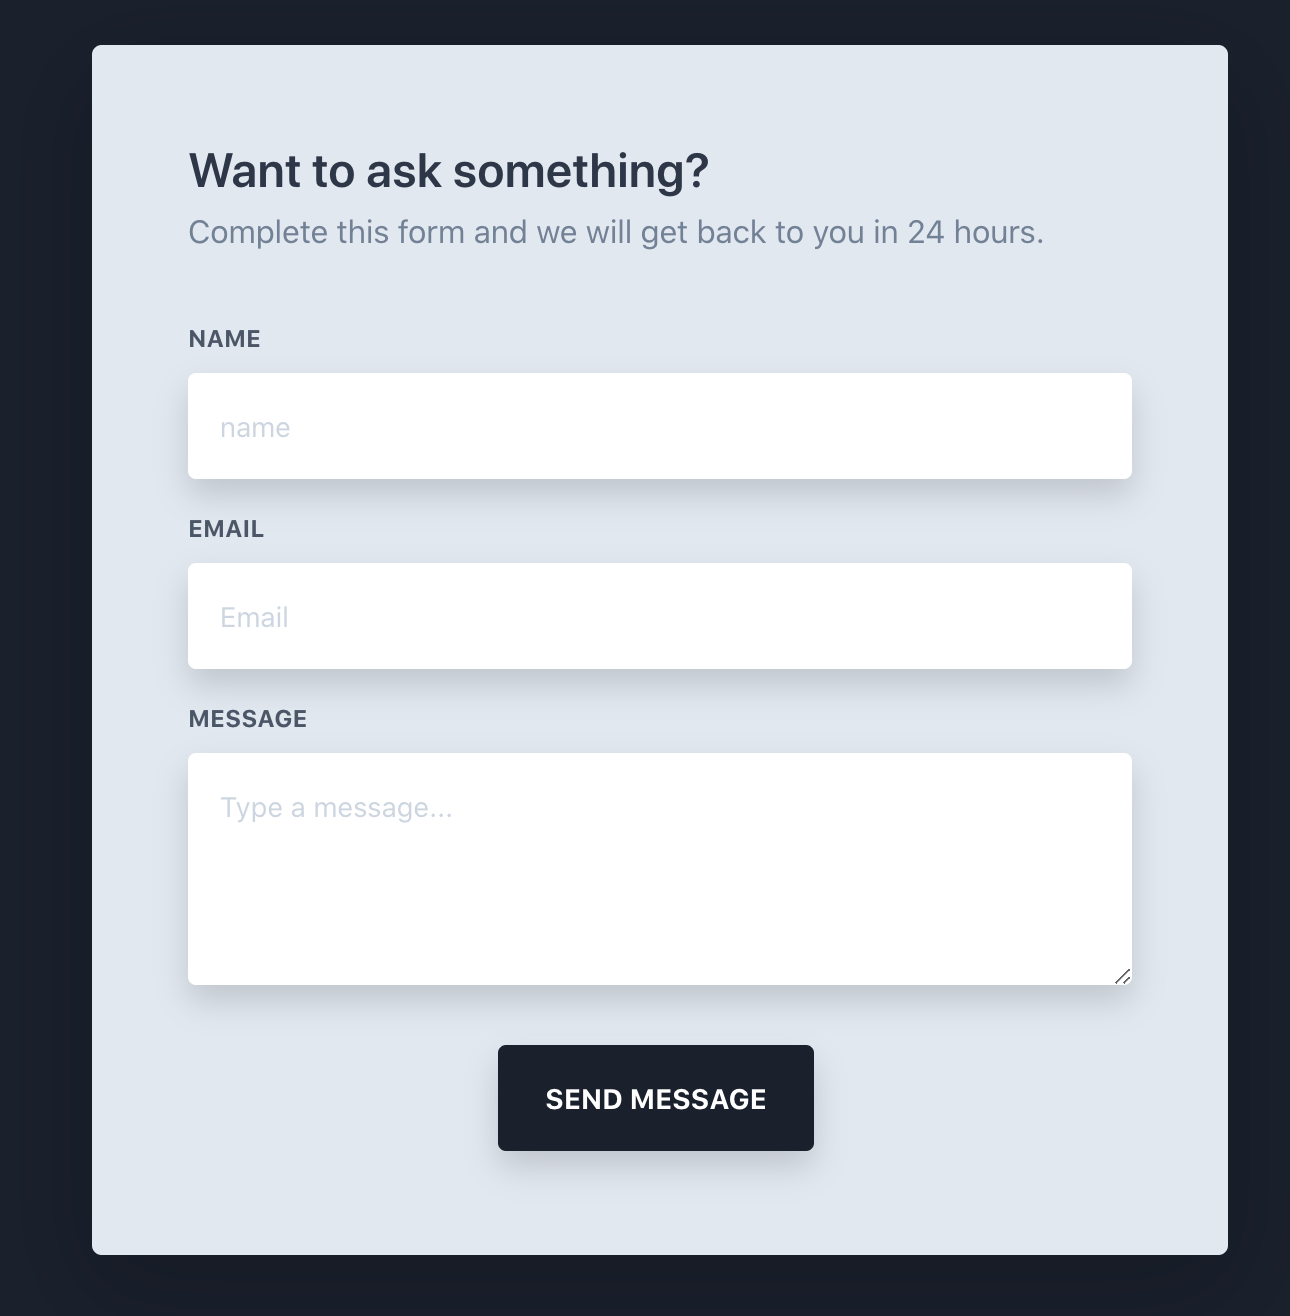 Want to ask something?
Complete this form and we will get back to you in 24 hours.
NAME
name
EMAIL
Email
MESSAGE
Type a message...
SEND MESSAGE